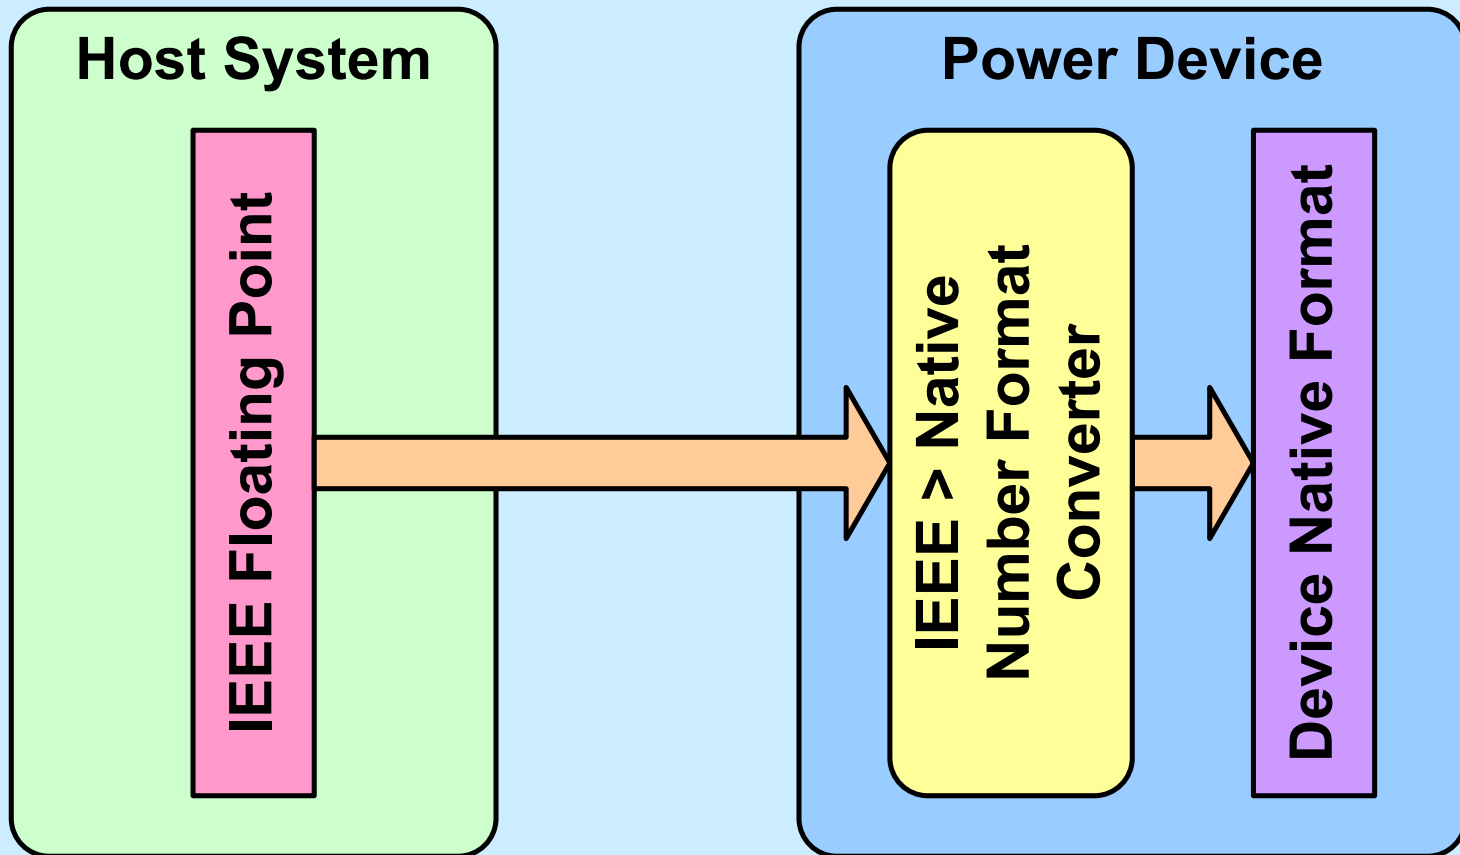 Host System
Power Device
IEEE Floating Point
IEEE > Native
Number Format
Converter
Device Native Format